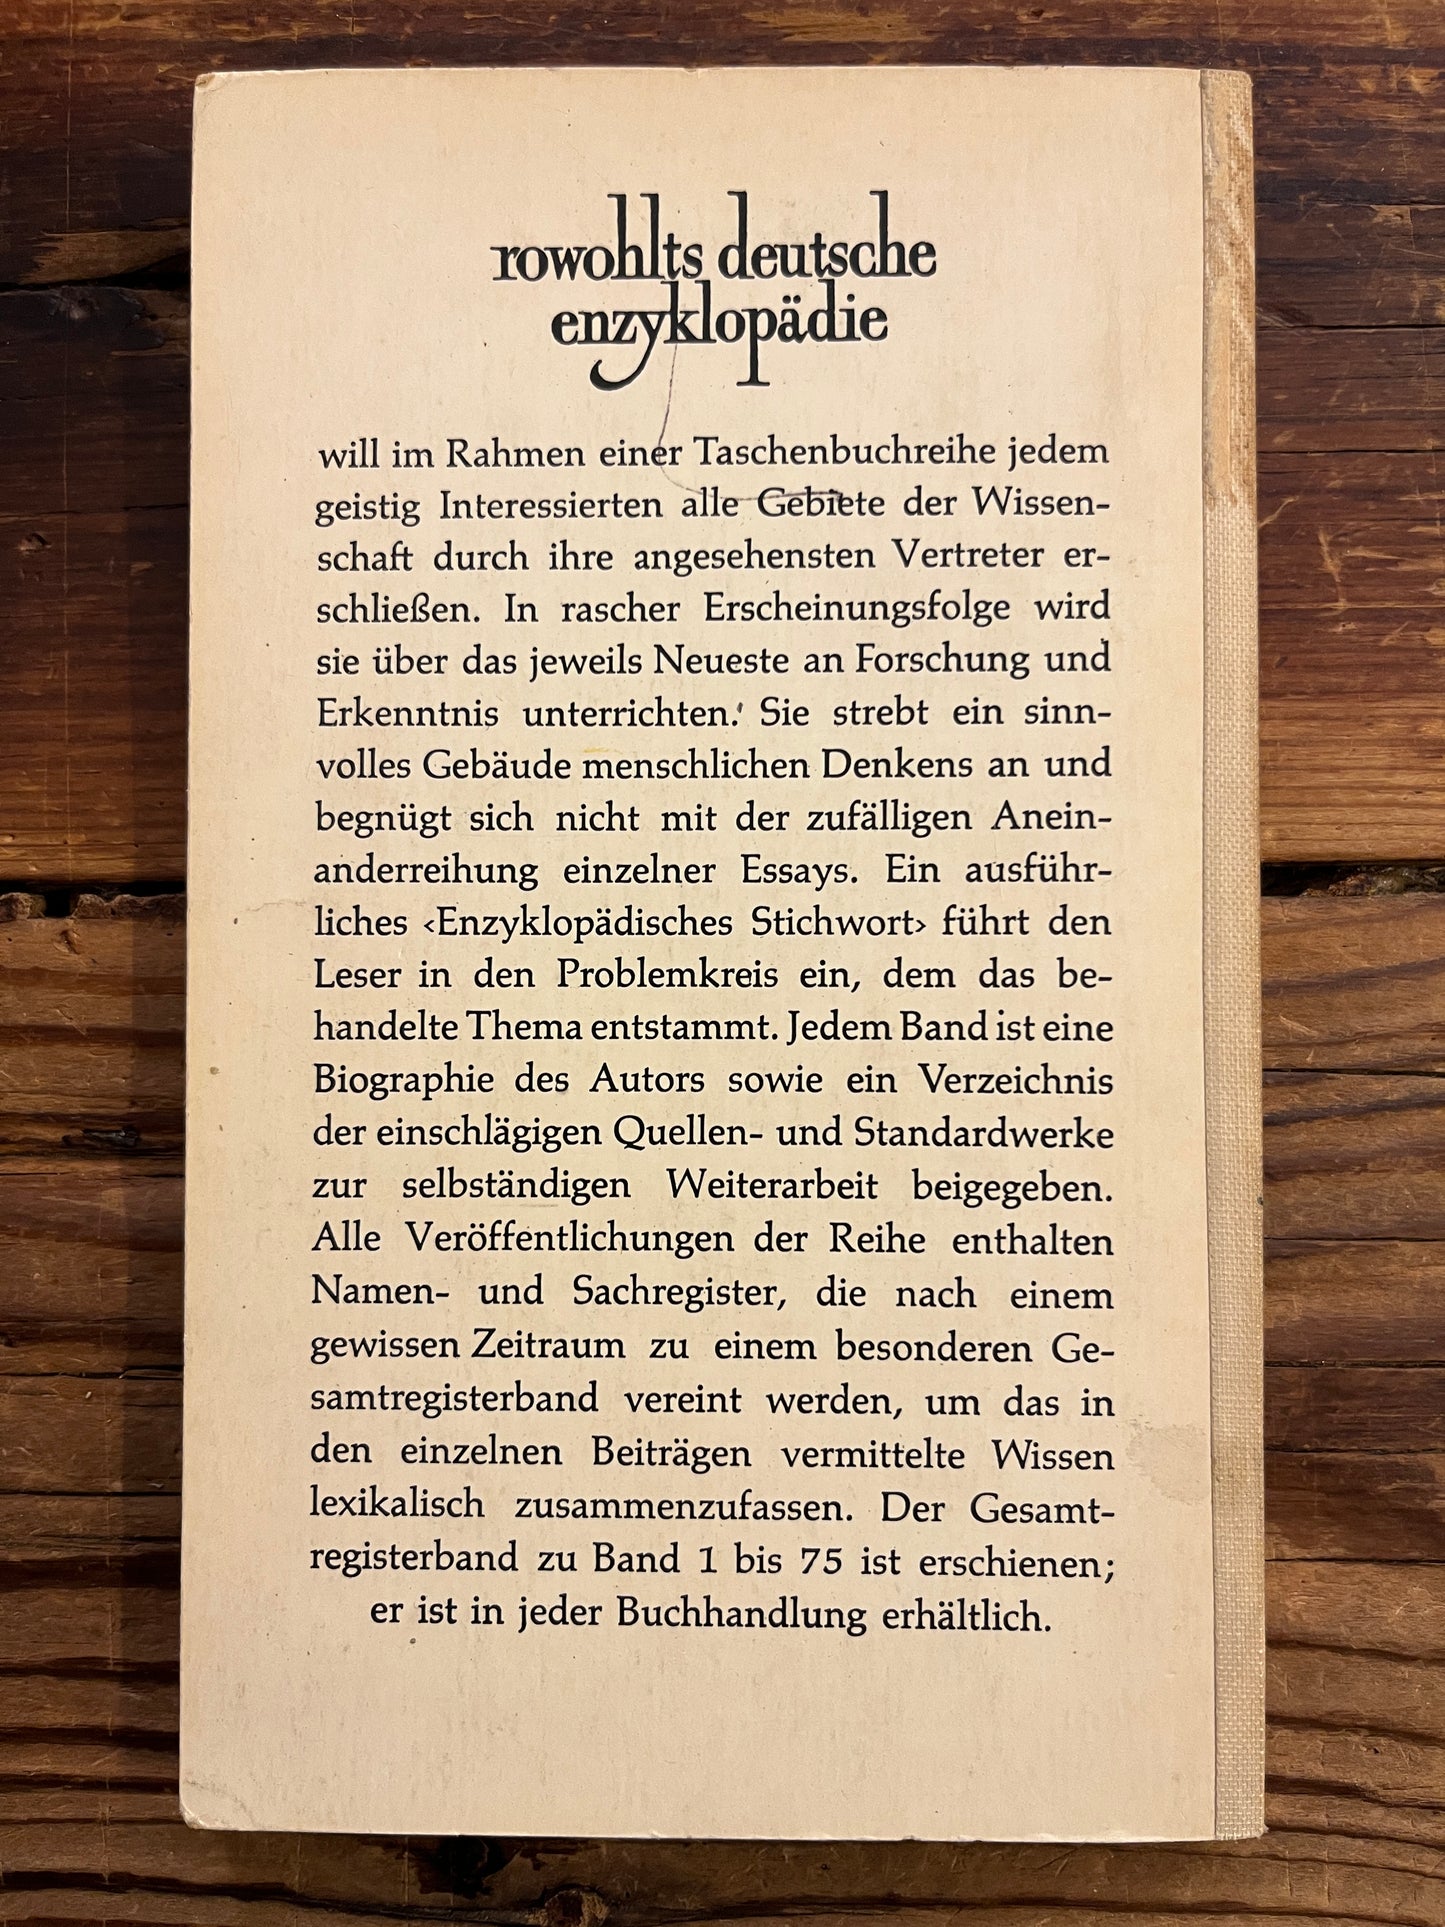 rowohlts deutsche
enzyklopädie
will im Rahmen einer Taschenbuchreihe jedem
geistig Interessierten alle Gebiete der Wissen-
schaft durch ihre angesehensten Vertreter er-
schließen. In rascher Erscheinungsfolge wird
sie über das jeweils Neueste an Forschung und
Erkenntnis unterrichten. Sie strebt ein sinn-
volles Gebäude menschlichen Denkens an und
begnügt sich nicht mit der zufälligen Anein-
anderreihung einzelner Essays. Ein ausführ-
liches ‹Enzyklopädisches Stichwort› führt den
Leser in den Problemkreis ein, dem das be-
handelte Thema entstammt. Jedem Band ist eine
Biographie des Autors sowie ein Verzeichnis
der einschlägigen Quellen- und Standardwerke
zur selbständigen Weiterarbeit beigegeben.
Alle Veröffentlichungen der Reihe enthalten
Namen- und Sachregister, die nach einem
gewissen Zeitraum zu einem besonderen Ge-
samtregisterband vereint werden, um das in
den einzelnen Beiträgen vermittelte Wissen
lexikalisch zusammenzufassen. Der Gesamt-
registerband zu Band 1 bis 75 ist erschienen;
er ist in jeder Buchhandlung erhältlich.